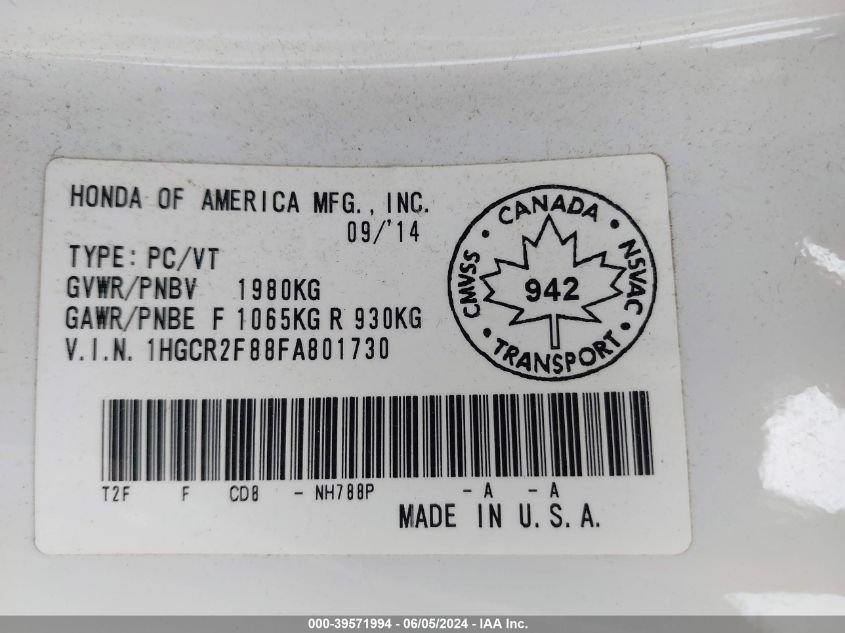 HONDA OF AMERICA MFG., INC.
09/'14
TYPE: PC/VT
GVWR/PNBV 1980KG
GAWR/PNBE F 1065KG R 930KG
V.I.N. 1HGCR2F88FA801730
CANADA
CMVSS
NSVAC
942
TRANSPORT
T2F F CD8 - NH788P - A - A
MADE IN U.S.A.
000-39571994 - 06/05/2024 - IAA Inc.